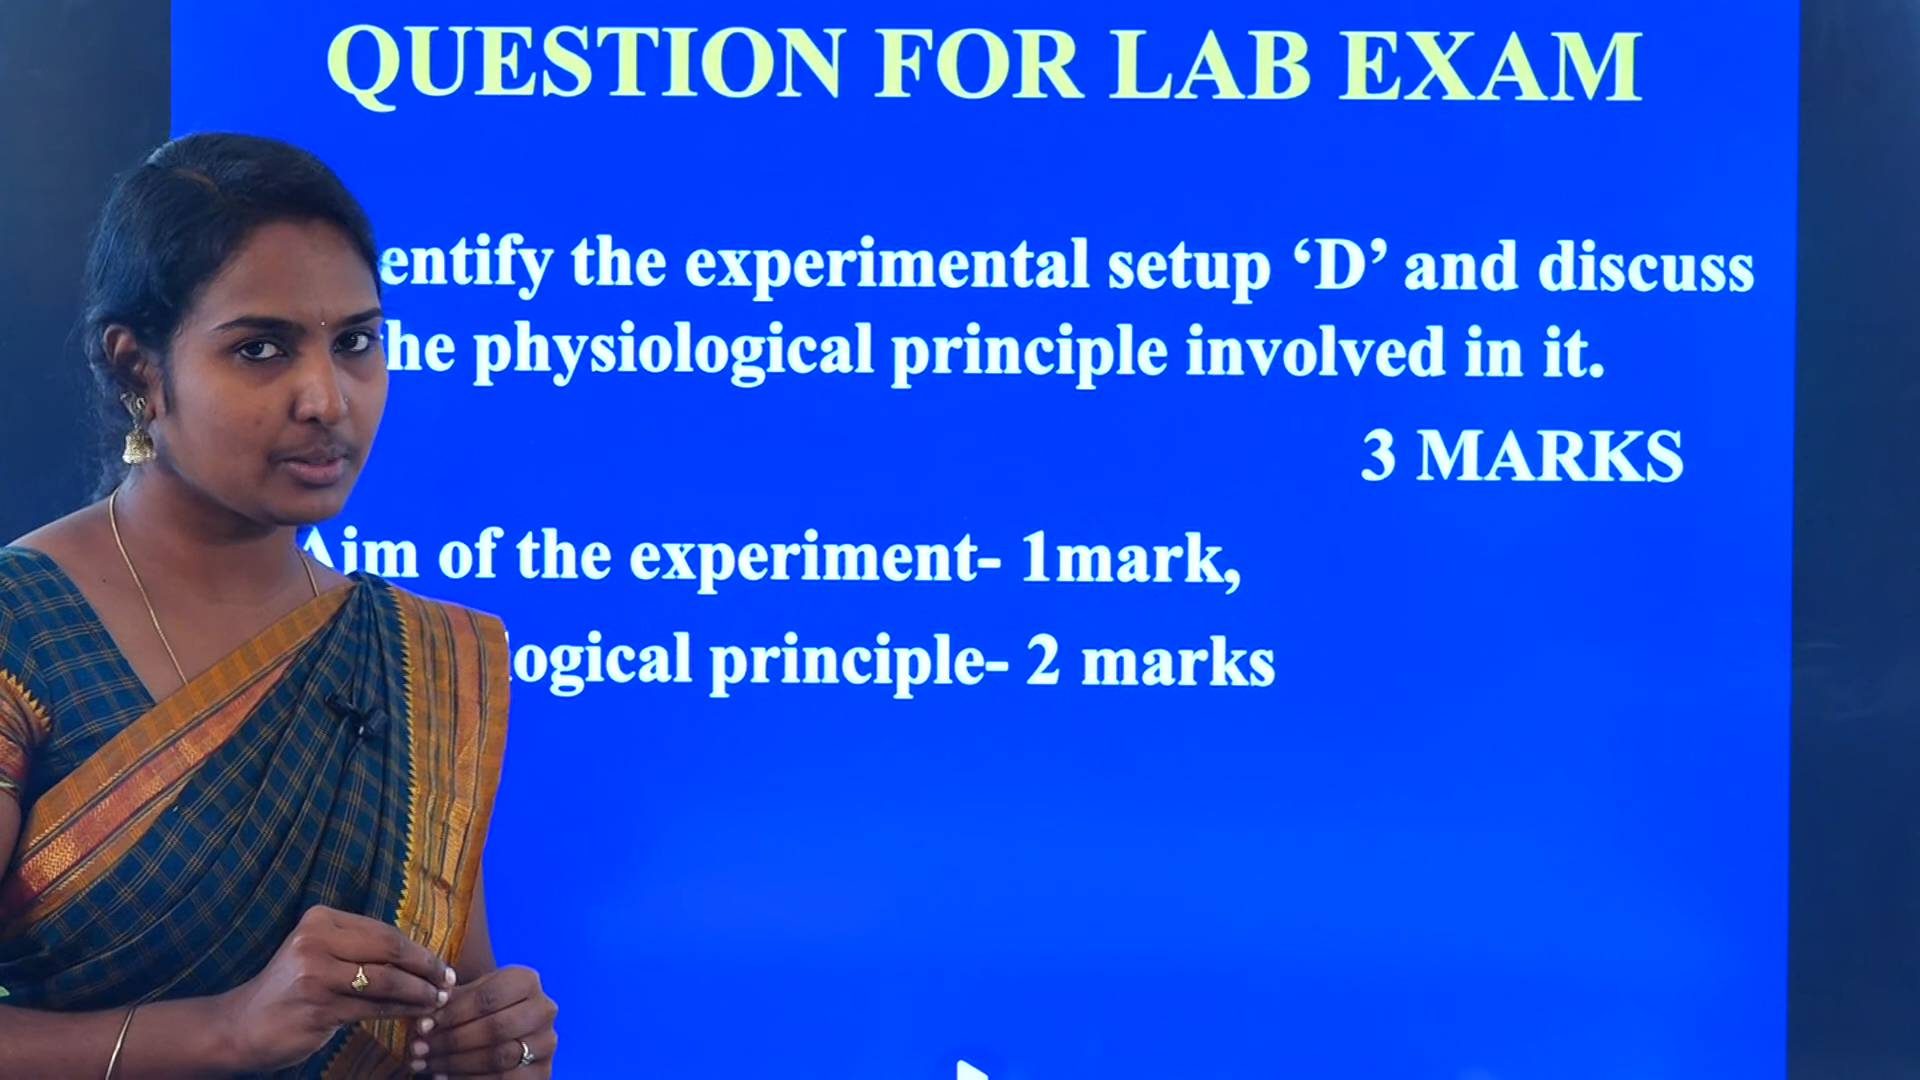 QUESTION FOR LAB EXAM
entify the experimental setup ‘D’ and discuss
he physiological principle involved in it.
3 MARKS
Aim of the experiment- 1mark,
logical principle- 2 marks